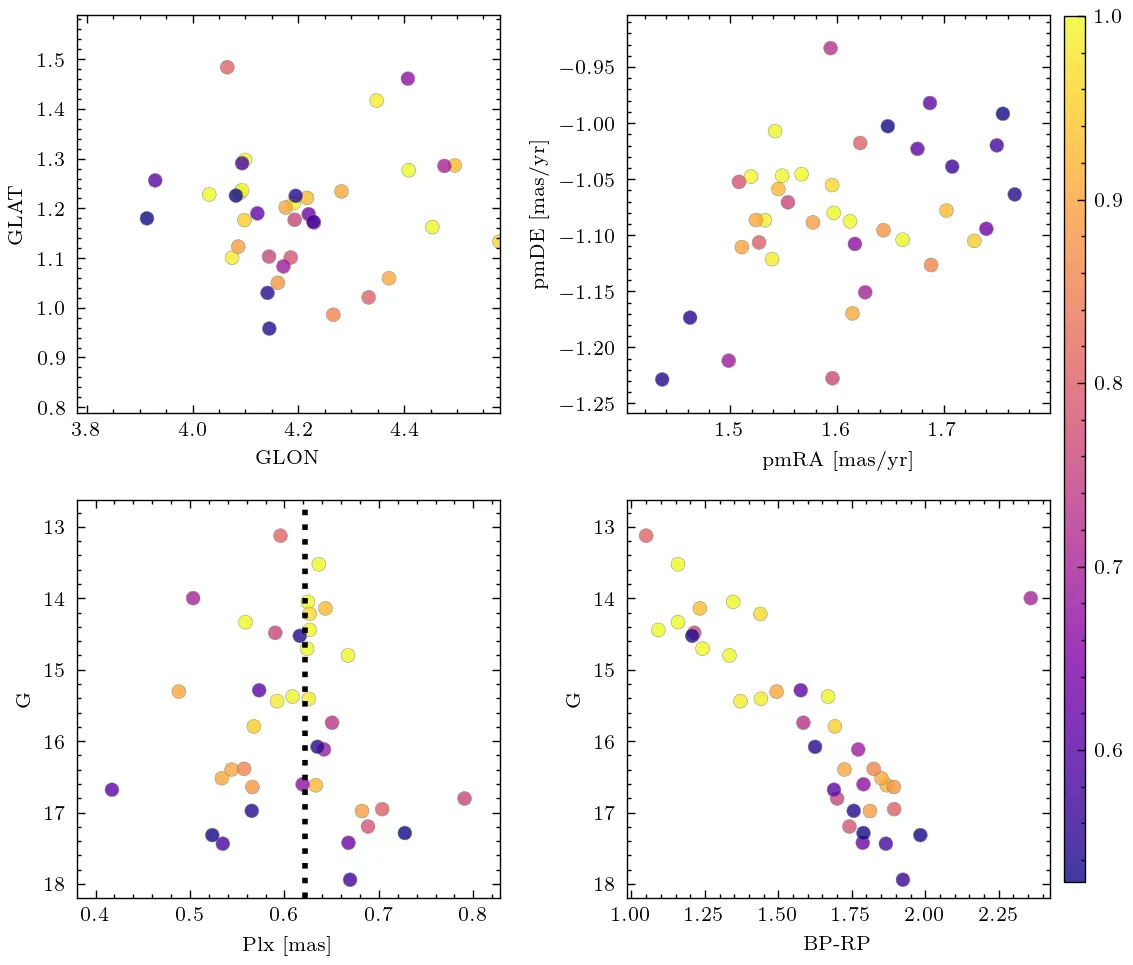 1.5
1.4
1.3
1.2
1.1
1.0
0.9
0.8
GLAT
3.8 4.0 4.2 4.4
GLON
−0.95
−1.00
−1.05
−1.10
−1.15
−1.20
−1.25
pmDE [mas/yr]
1.5 1.6 1.7
pmRA [mas/yr]
1.0
0.9
0.8
0.7
0.6
13
14
15
16
17
18
G
0.4 0.5 0.6 0.7 0.8
Plx [mas]
13
14
15
16
17
18
G
1.00 1.25 1.50 1.75 2.00 2.25
BP-RP